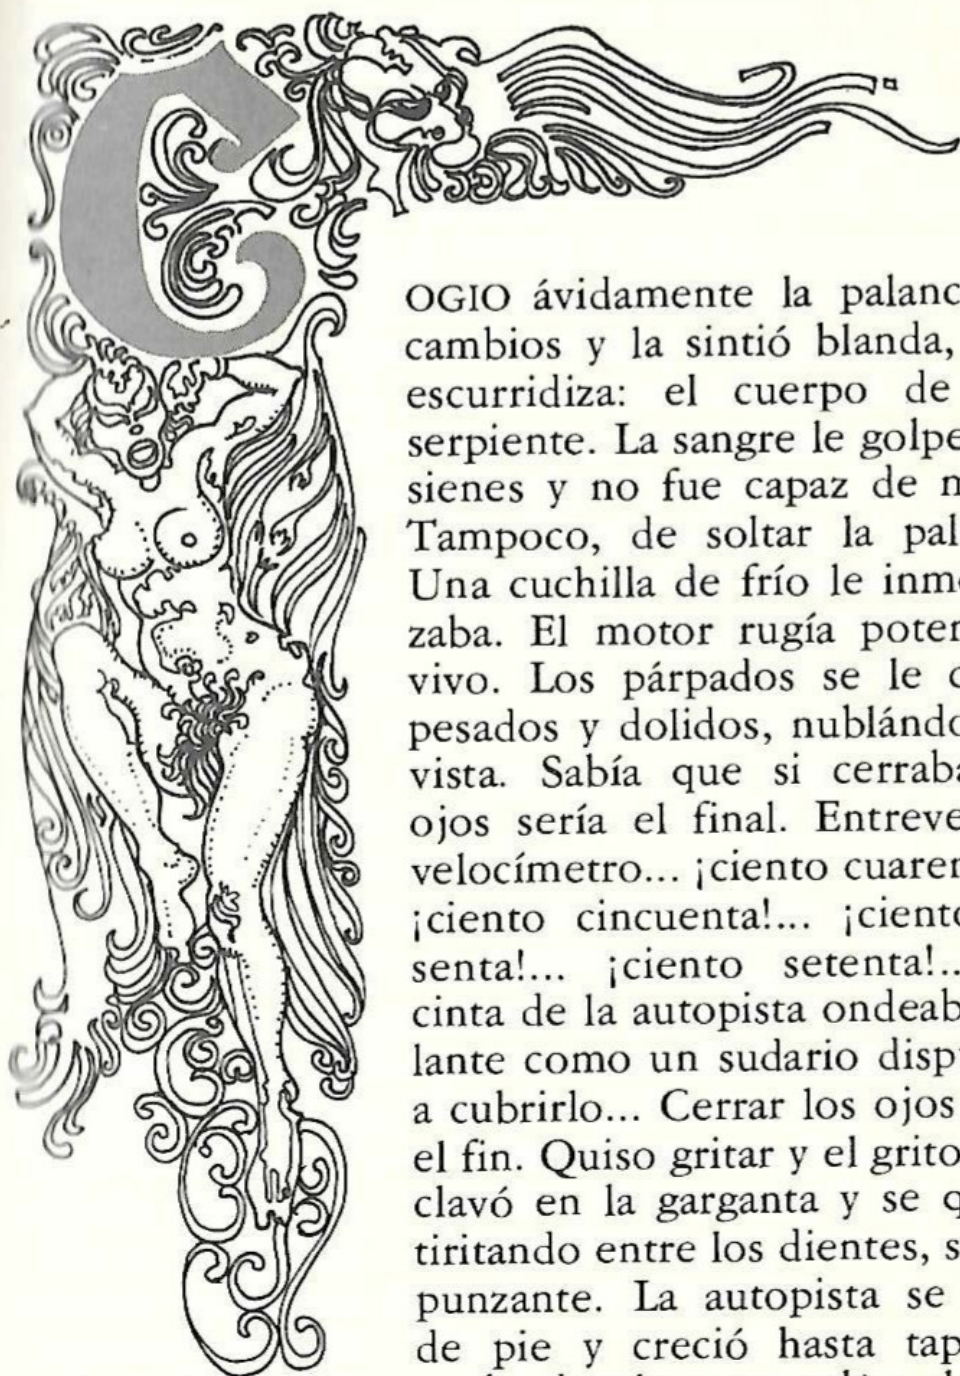 COGIO ávidamente la palanc
cambios y la sintió blanda,
escurridiza: el cuerpo de
serpiente. La sangre le golpe
sienes y no fue capaz de m
Tampoco, de soltar la pal
Una cuchilla de frío le inm
zaba. El motor rugía poten
vivo. Los párpados se le c
pesados y dolidos, nublándo
vista. Sabía que si cerraba
ojos sería el final. Entreve
velocímetro... ¡ciento cuaren
¡ciento cincuenta!... ¡ciento
senta!... ¡ciento setenta!..
cinta de la autopista ondeab
lante como un sudario disp
a cubrirlo... Cerrar los ojos
el fin. Quiso gritar y el grito
clavó en la garganta y se q
tiritando entre los dientes, s
punzante. La autopista se
de pie y creció hasta tap